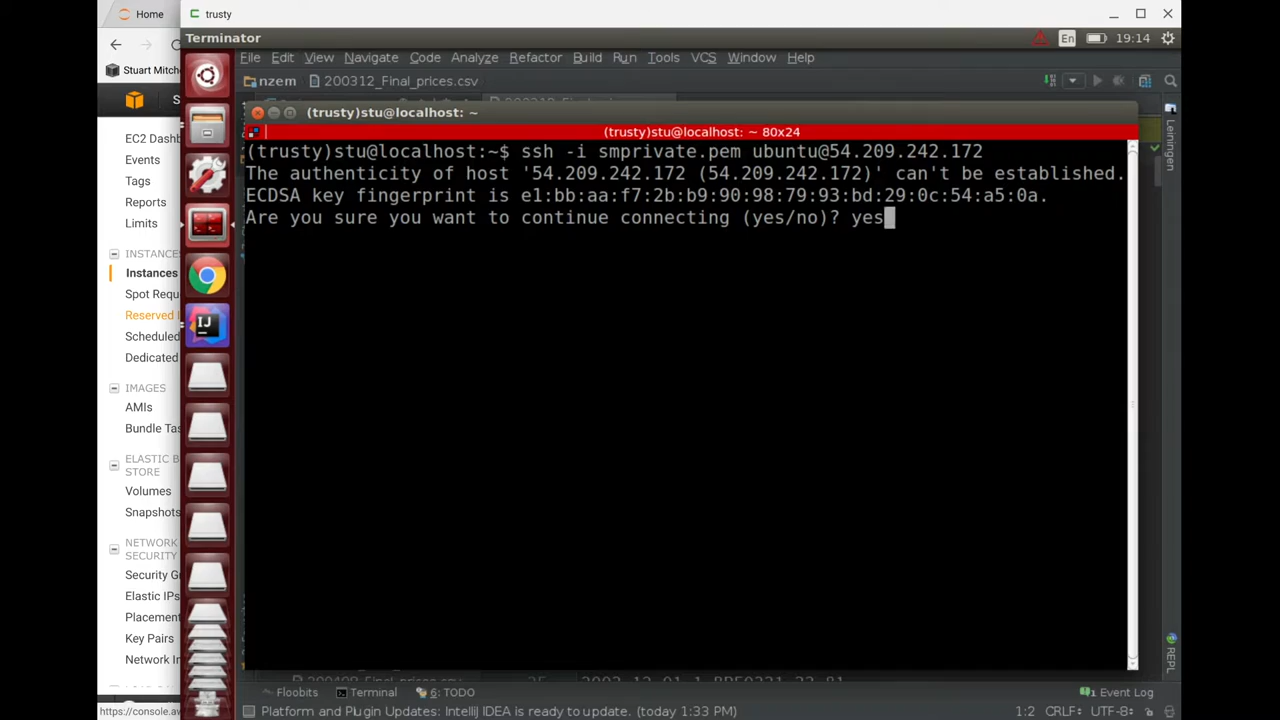 Home
trusty
Stuart Mitch
Terminator
En
19:14
File Edit View Navigate Code Analyze Refactor Build Run Tools VCS Window Help
nzem
200312_Final_prices.csv
(trusty)stu@localhost: ~
(trusty)stu@localhost: ~ 80x24
(trusty)stu@localhost:~$ ssh -i smprivate.pem ubuntu@54.209.242.172
The authenticity of host '54.209.242.172 (54.209.242.172)' can't be established.
ECDSA key fingerprint is e1:bb:aa:f7:2b:b9:90:98:79:93:bd:29:0c:54:a5:0a.
Are you sure you want to continue connecting (yes/no)? yes
S
EC2 Dashb
Events
Tags
Reports
Limits
INSTANCES
Instances
Spot Requ
Reserved I
Scheduled
Dedicated
IMAGES
AMIs
Bundle Tas
ELASTIC B
STORE
Volumes
Snapshots
NETWORK
SECURITY
Security G
Elastic IPs
Placement
Key Pairs
Network In
https://console.aw
IJ
Leiningen
REPL
Floobits
Terminal
6: TODO
1 Event Log
Platform and Plugin Updates: IntelliJ IDEA is ready to update. (today 1:33 PM)
1:2 CRLF UTF-8